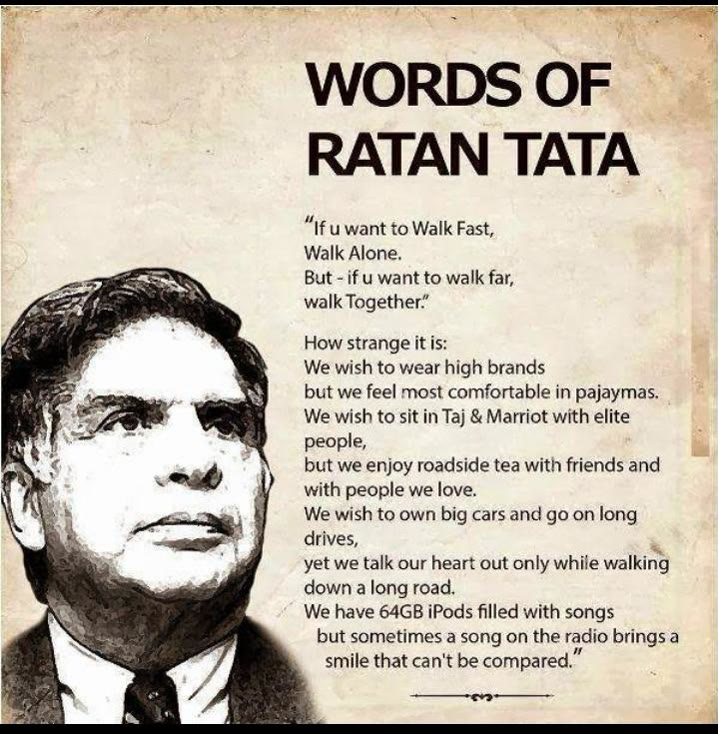 WORDS OF
RATAN TATA
“If u want to Walk Fast,
Walk Alone.
But - if u want to walk far,
walk Together.”
How strange it is:
We wish to wear high brands
but we feel most comfortable in pajaymas.
We wish to sit in Taj & Marriot with elite
people,
but we enjoy roadside tea with friends and
with people we love.
We wish to own big cars and go on long
drives,
yet we talk our heart out only while walking
down a long road.
We have 64GB iPods filled with songs
but sometimes a song on the radio brings a
smile that can't be compared.”